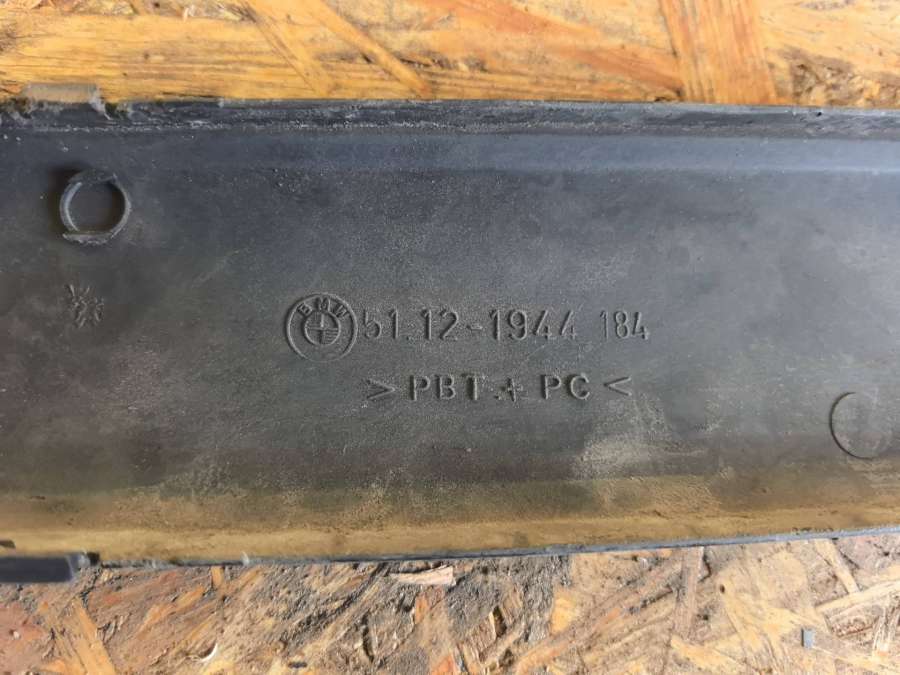 BMW 51.12-1944 184
> PBT + PC <